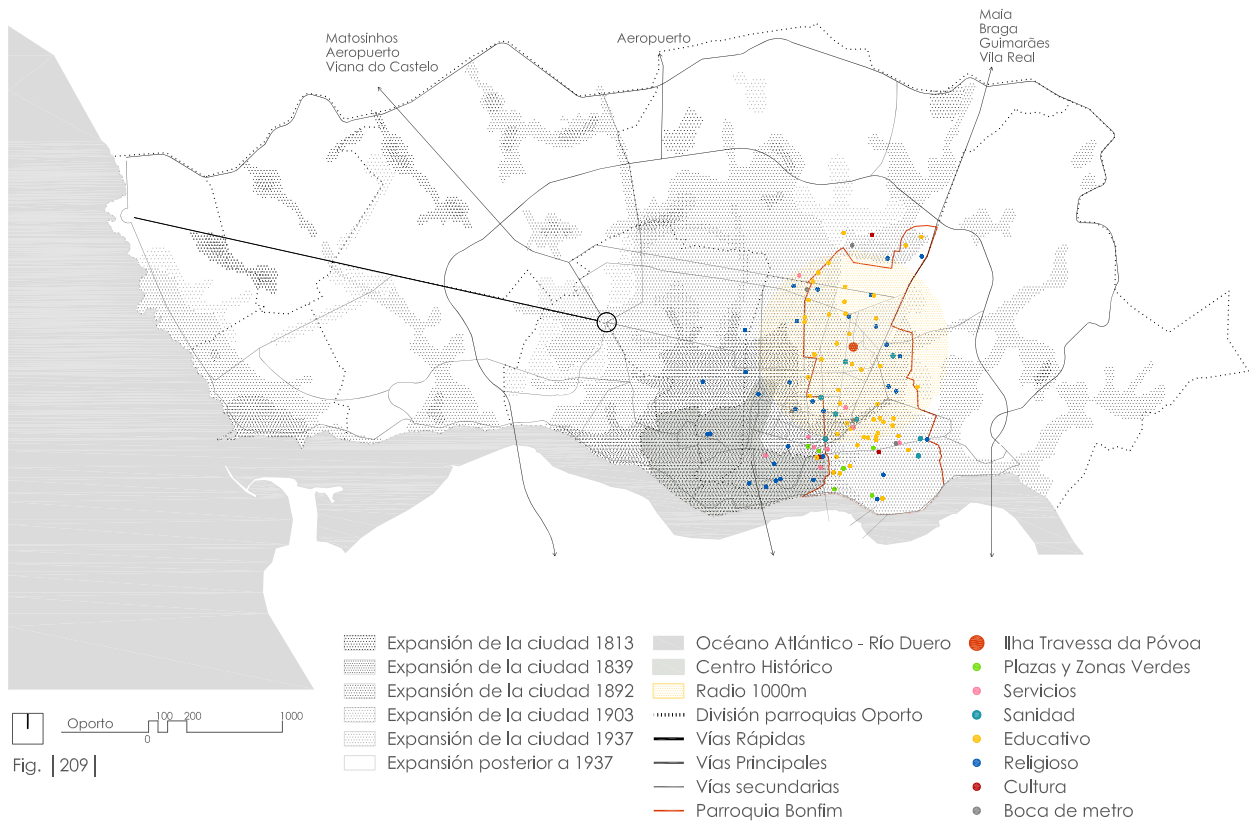 Matosinhos
Aeropuerto
Viana do Castelo
Aeropuerto
Maia
Braga
Guimarães
Vila Real
Expansión de la ciudad 1813
Expansión de la ciudad 1839
Expansión de la ciudad 1892
Expansión de la ciudad 1903
Expansión de la ciudad 1937
Expansión posterior a 1937
Océano Atlántico - Río Duero
Centro Histórico
Radio 1000m
División parroquias Oporto
Vías Rápidas
Vías Principales
Vías secundarias
Parroquia Bonfim
Ilha Travessa da Póvoa
Plazas y Zonas Verdes
Servicios
Sanidad
Educativo
Religioso
Cultura
Boca de metro
Oporto
0 100 200 1000
Fig. | 209 |